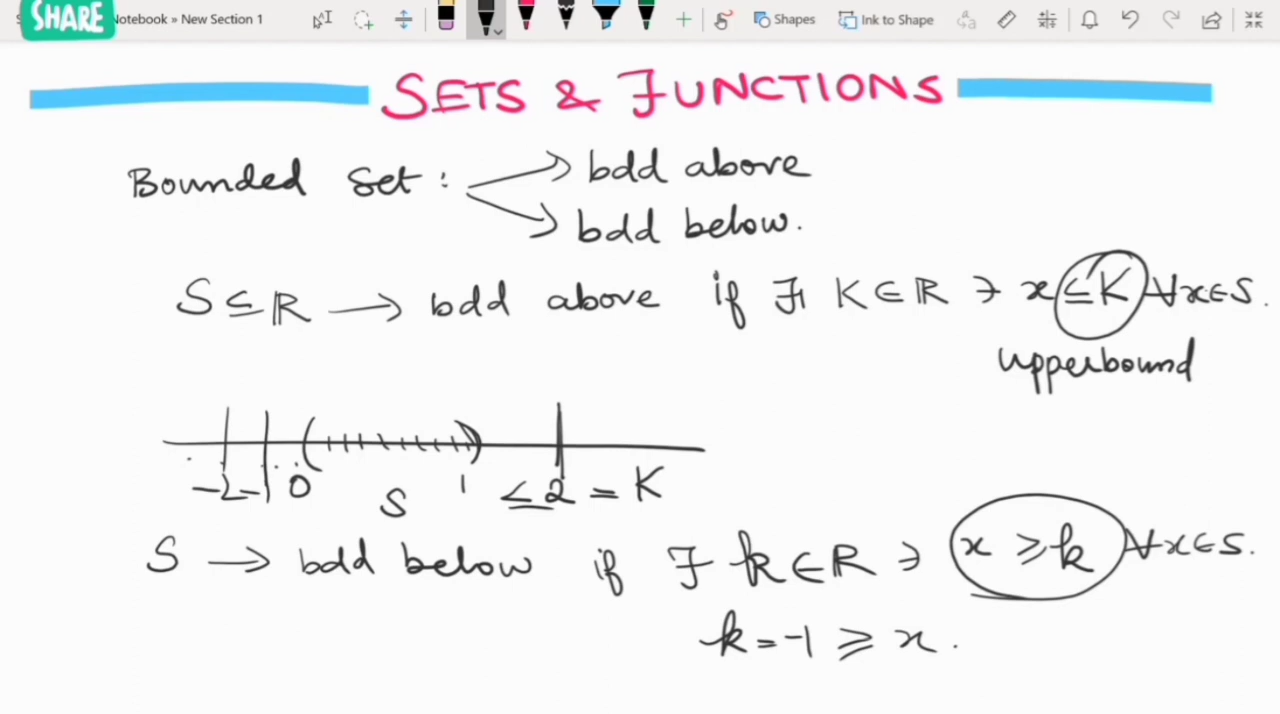 SHARE
Notebook » New Section 1
Shapes
Ink to Shape
SETS & FUNCTIONS
Bounded Set :
bdd above
bdd below.
S ⊆ ℝ → bdd above if ∃ K ∈ ℝ ∋ x ≤ K ∀ x ∈ S.
upperbound
-2 -1 0 S 1 ≤ 2 = K
S → bdd below if ∃ k ∈ ℝ ∋ x ≥ k ∀ x ∈ S.
k = -1 ≥ x .